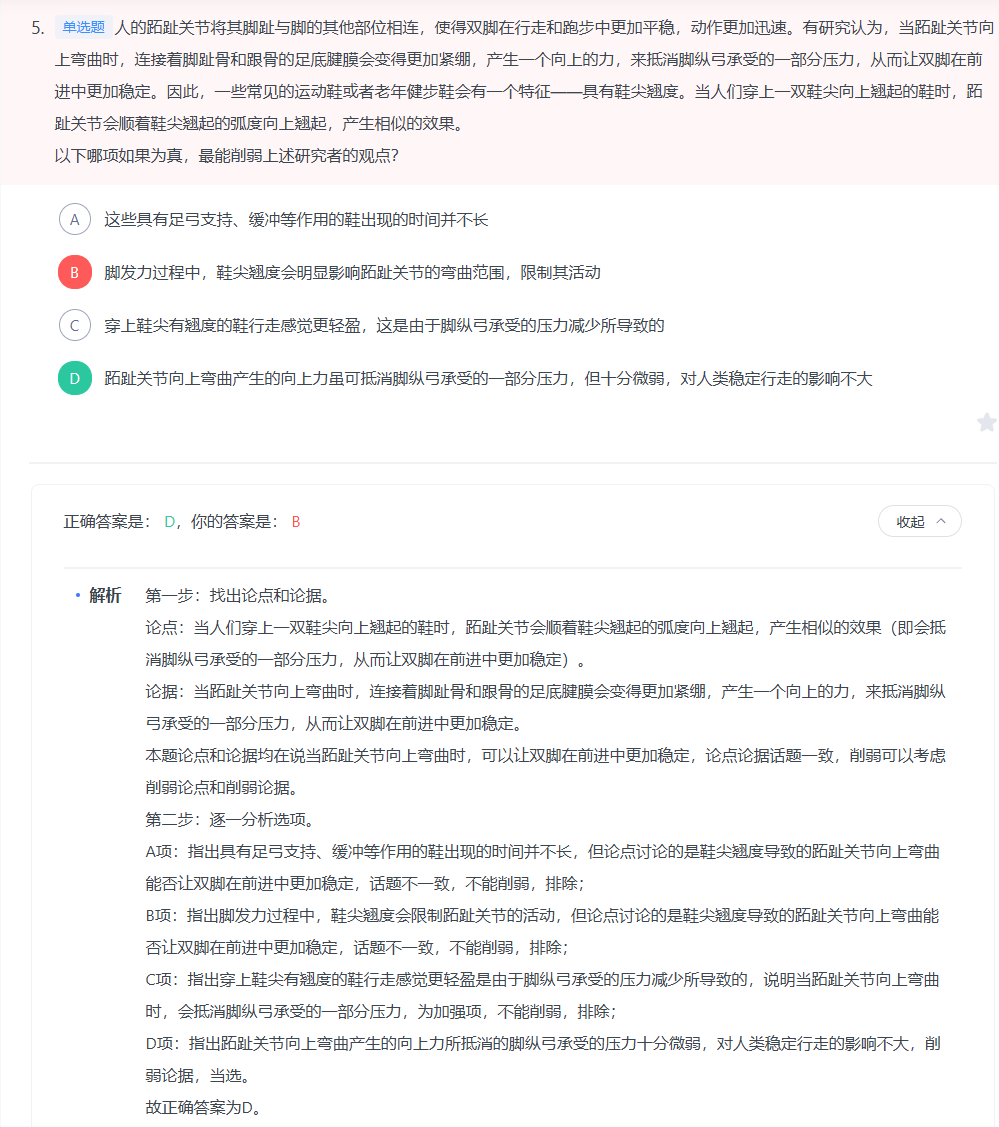 5. 单选题 人的跖趾关节将其脚趾与脚的其他部位相连，使得双脚在行走和跑步中更加平稳，动作更加迅速。有研究认为，当跖趾关节向
上弯曲时，连接着脚趾骨和跟骨的足底腱膜会变得更加紧绷，产生一个向上的力，来抵消脚纵弓承受的一部分压力，从而让双脚在前
进中更加稳定。因此，一些常见的运动鞋或者老年健步鞋会有一个特征——具有鞋尖翘度。当人们穿上一双鞋尖向上翘起的鞋时，跖
趾关节会顺着鞋尖翘起的弧度向上翘起，产生相似的效果。
以下哪项如果为真，最能削弱上述研究者的观点？
A 这些具有足弓支持、缓冲等作用的鞋出现的时间并不长
B 脚发力过程中，鞋尖翘度会明显影响跖趾关节的弯曲范围，限制其活动
C 穿上鞋尖有翘度的鞋行走感觉更轻盈，这是由于脚纵弓承受的压力减少所导致的
D 跖趾关节向上弯曲产生的向上力虽可抵消脚纵弓承受的一部分压力，但十分微弱，对人类稳定行走的影响不大
正确答案是： D，你的答案是： B
收起
解析 第一步：找出论点和论据。
论点：当人们穿上一双鞋尖向上翘起的鞋时，跖趾关节会顺着鞋尖翘起的弧度向上翘起，产生相似的效果（即会抵
消脚纵弓承受的一部分压力，从而让双脚在前进中更加稳定）。
论据：当跖趾关节向上弯曲时，连接着脚趾骨和跟骨的足底腱膜会变得更加紧绷，产生一个向上的力，来抵消脚纵
弓承受的一部分压力，从而让双脚在前进中更加稳定。
本题论点和论据均在说当跖趾关节向上弯曲时，可以让双脚在前进中更加稳定，论点论据话题一致，削弱可以考虑
削弱论点和削弱论据。
第二步：逐一分析选项。
A项：指出具有足弓支持、缓冲等作用的鞋出现的时间并不长，但论点讨论的是鞋尖翘度导致的跖趾关节向上弯曲
能否让双脚在前进中更加稳定，话题不一致，不能削弱，排除；
B项：指出脚发力过程中，鞋尖翘度会限制跖趾关节的活动，但论点讨论的是鞋尖翘度导致的跖趾关节向上弯曲能
否让双脚在前进中更加稳定，话题不一致，不能削弱，排除；
C项：指出穿上鞋尖有翘度的鞋行走感觉更轻盈是由于脚纵弓承受的压力减少所导致的，说明当跖趾关节向上弯曲
时，会抵消脚纵弓承受的一部分压力，为加强项，不能削弱，排除；
D项：指出跖趾关节向上弯曲产生的向上力所抵消的脚纵弓承受的压力十分微弱，对人类稳定行走的影响不大，削
弱论据，当选。
故正确答案为D。